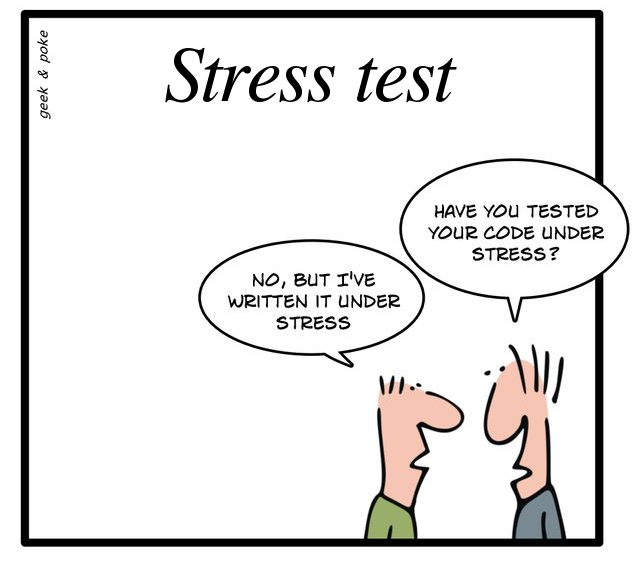 geek & poke
Stress test
HAVE YOU TESTED
YOUR CODE UNDER
STRESS?
NO, BUT I'VE
WRITTEN IT UNDER
STRESS